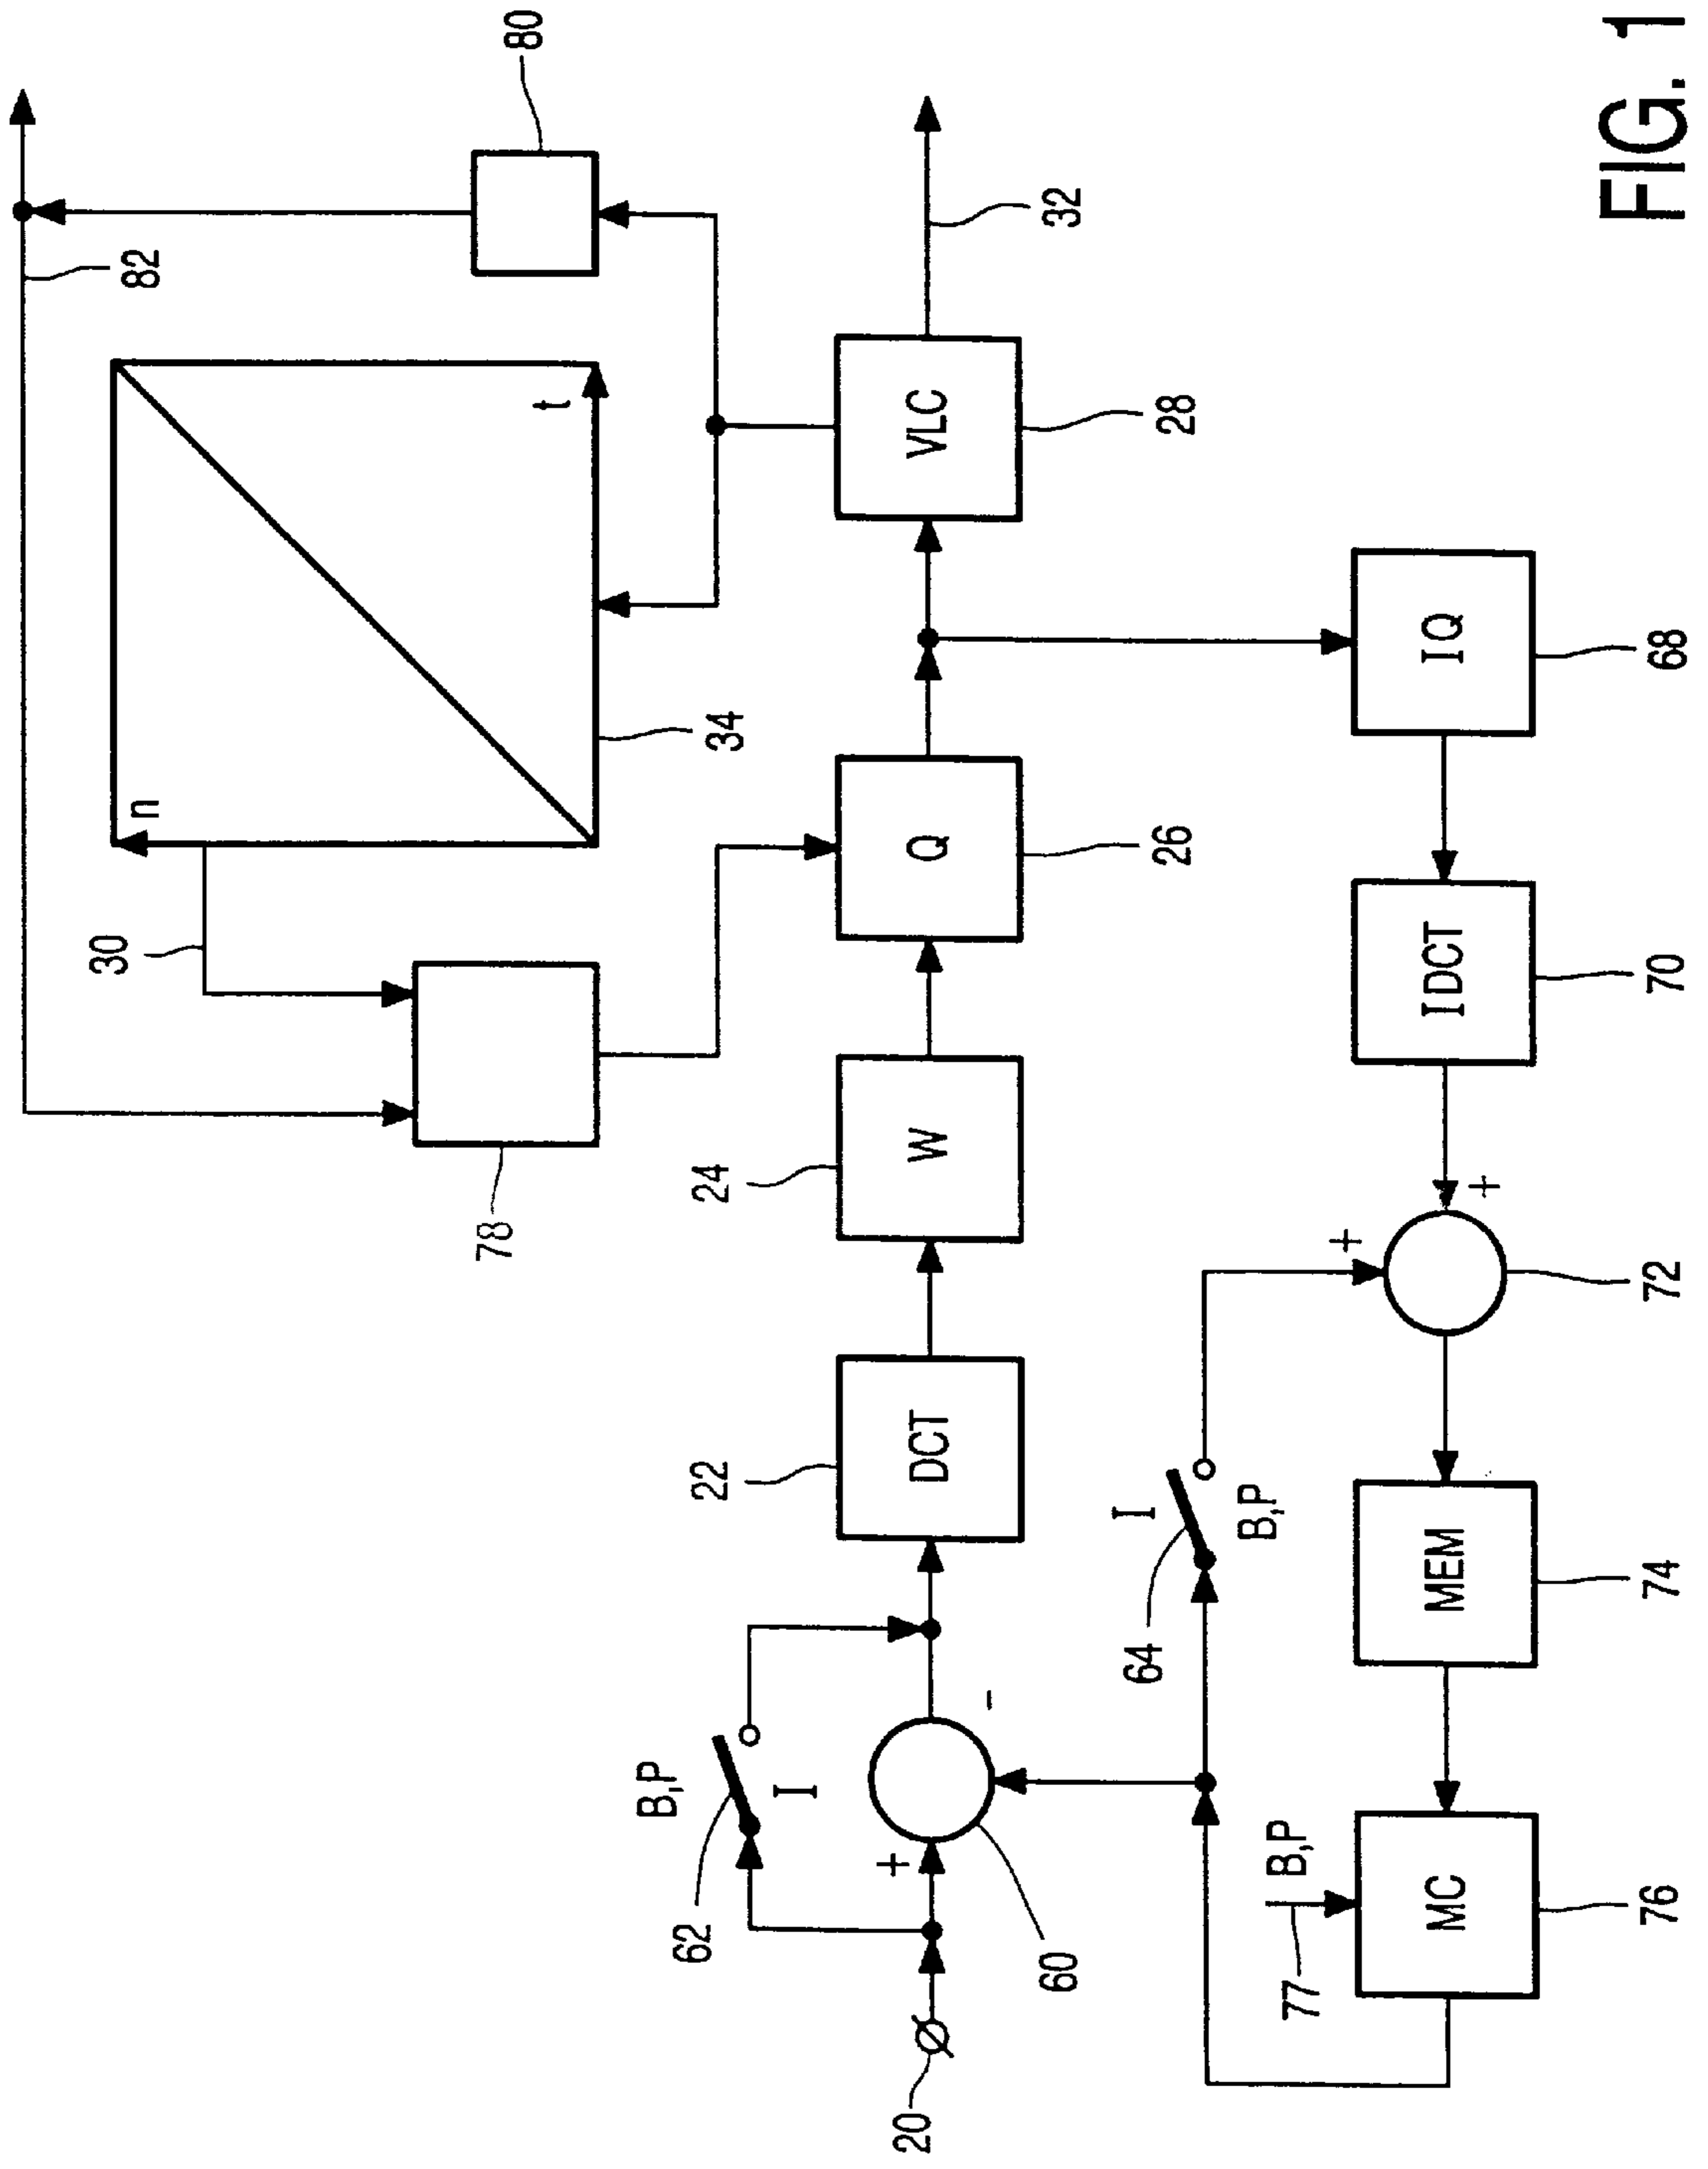 80
82
n
t
30
34
32
78
24
22
VLC
28
Q
26
W
DCT
B,P
I
62
+
-
60
20
I
64
B,P
+
+
IQ
68
IDCT
70
72
MEM
74
B,P
77
MC
76
FIG. 1